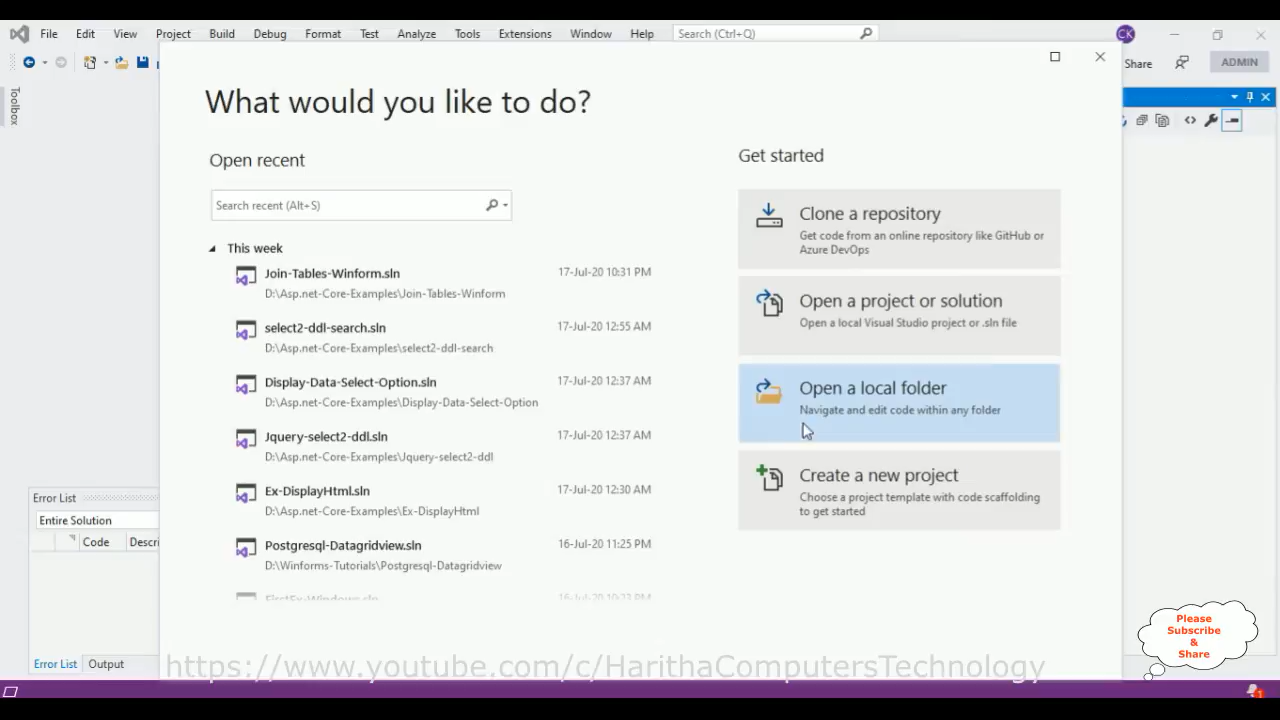 File Edit View Project Build Debug Format Test Analyze Tools Extensions Window Help Search (Ctrl+Q) CK
Share ADMIN
Toolbox
What would you like to do?
Open recent
Search recent (Alt+S)
This week
Join-Tables-Winform.sln 17-Jul-20 10:31 PM
D:\Asp.net-Core-Examples\Join-Tables-Winform
select2-ddl-search.sln 17-Jul-20 12:55 AM
D:\Asp.net-Core-Examples\select2-ddl-search
Display-Data-Select-Option.sln 17-Jul-20 12:37 AM
D:\Asp.net-Core-Examples\Display-Data-Select-Option
Jquery-select2-ddl.sln 17-Jul-20 12:37 AM
D:\Asp.net-Core-Examples\Jquery-select2-ddl
Ex-DisplayHtml.sln 17-Jul-20 12:30 AM
D:\Asp.net-Core-Examples\Ex-DisplayHtml
Postgresql-Datagridview.sln 16-Jul-20 11:25 PM
D:\Winforms-Tutorials\Postgresql-Datagridview
FirstEx-Windows.sln 16-Jul-20 10:23 PM
Get started
Clone a repository
Get code from an online repository like GitHub or
Azure DevOps
Open a project or solution
Open a local Visual Studio project or .sln file
Open a local folder
Navigate and edit code within any folder
Create a new project
Choose a project template with code scaffolding
to get started
Error List
Entire Solution
Code Descri
Error List Output
https://www.youtube.com/c/HarithaComputersTechnology
Please
Subscribe
&
Share
1